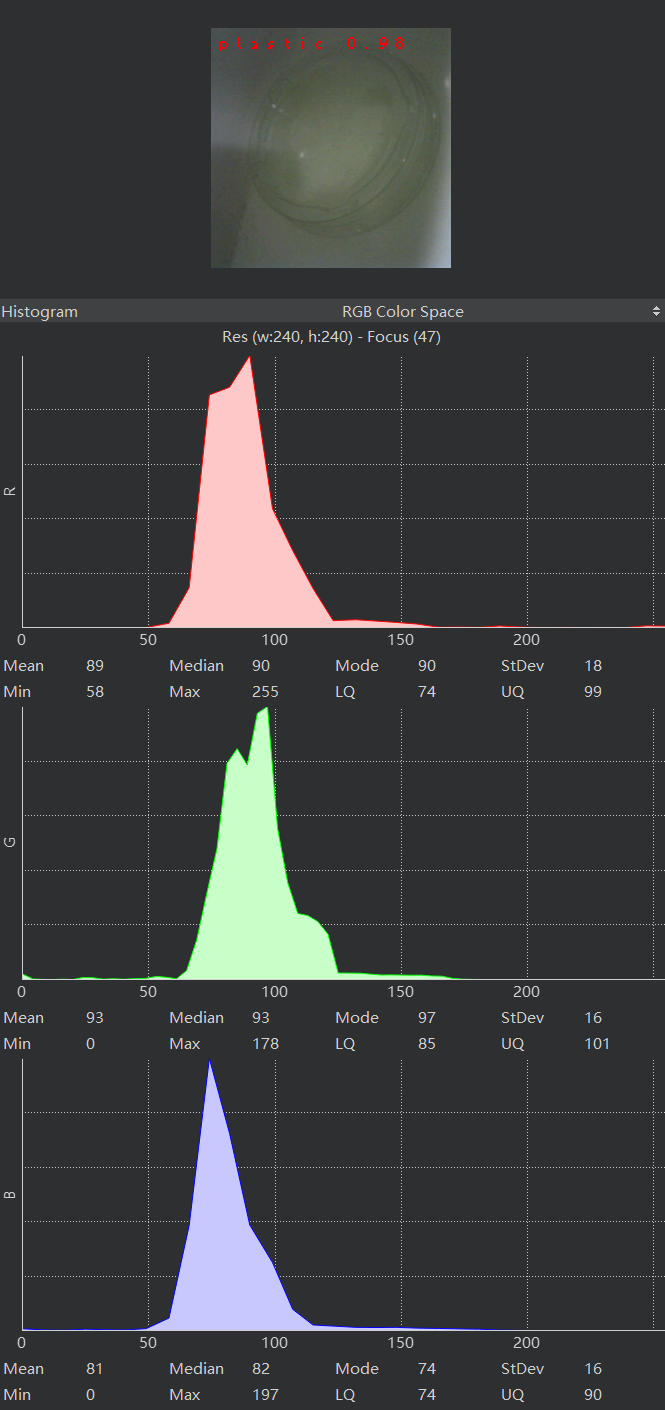 plastic 0.98
Histogram RGB Color Space
Res (w:240, h:240) - Focus (47)
R
0 50 100 150 200
Mean 89 Median 90 Mode 90 StDev 18
Min 58 Max 255 LQ 74 UQ 99
G
0 50 100 150 200
Mean 93 Median 93 Mode 97 StDev 16
Min 0 Max 178 LQ 85 UQ 101
B
0 50 100 150 200
Mean 81 Median 82 Mode 74 StDev 16
Min 0 Max 197 LQ 74 UQ 90